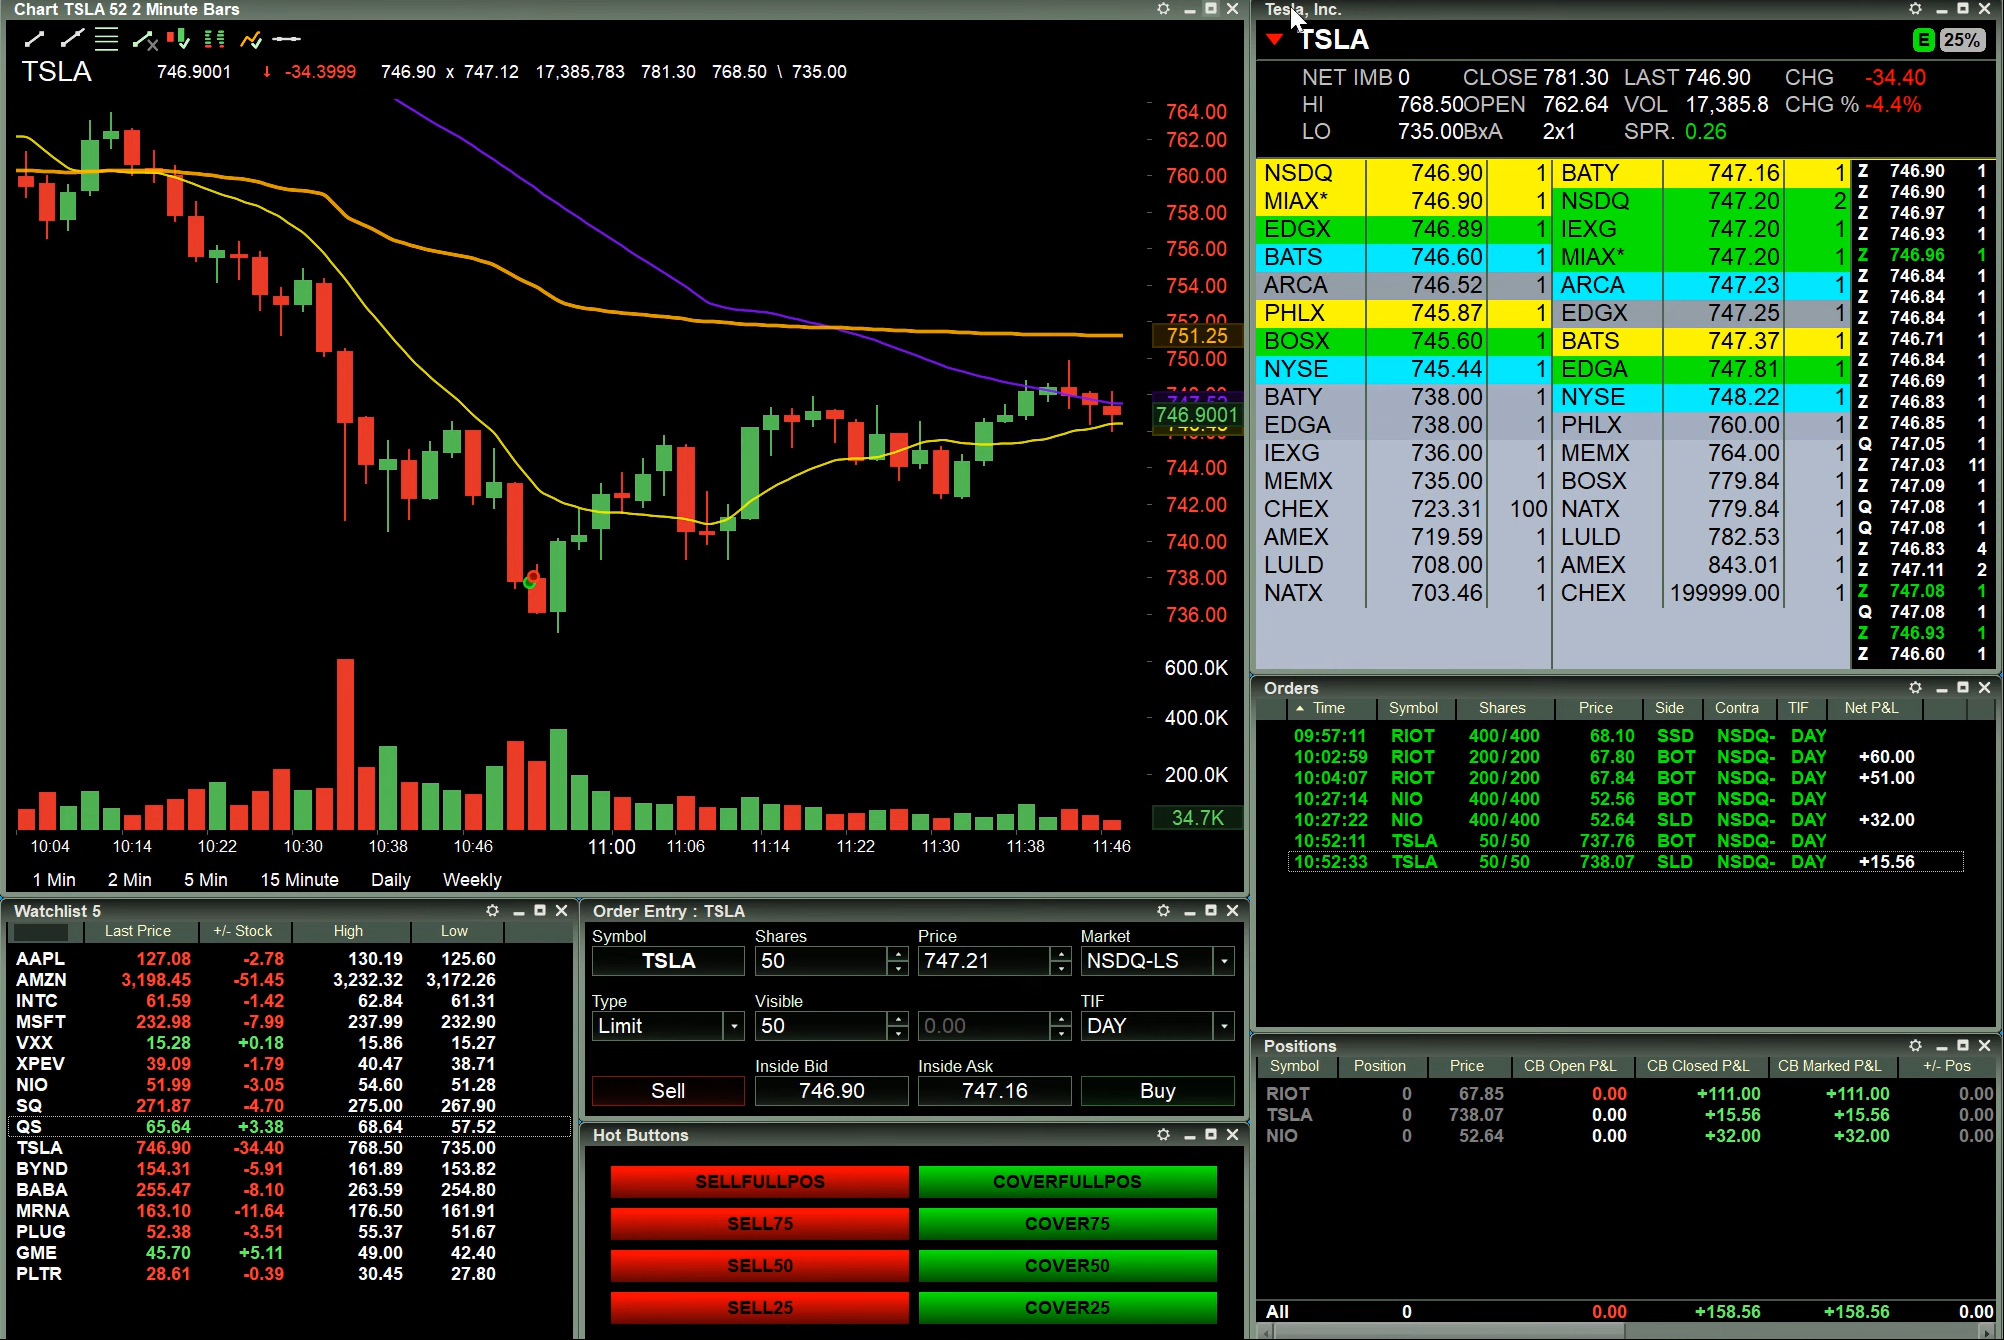 Chart TSLA 52 2 Minute Bars
TSLA 746.9001 ↓ -34.3999 746.90 x 747.12 17,385,783 781.30 768.50 \ 735.00
764.00
762.00
760.00
758.00
756.00
754.00
752.00
751.25
750.00
747.52
746.9001
744.00
742.00
740.00
738.00
736.00
600.0K
400.0K
200.0K
34.7K
10:04 10:14 10:22 10:30 10:38 10:46 11:00 11:06 11:14 11:22 11:30 11:38 11:46
1 Min 2 Min 5 Min 15 Minute Daily Weekly
Tesla, Inc.
TSLA E 25%
NET IMB 0 CLOSE 781.30 LAST 746.90 CHG -34.40
HI 768.50 OPEN 762.64 VOL 17,385.8 CHG % -4.4%
LO 735.00 BxA 2x1 SPR. 0.26
NSDQ 746.90 1 BATY 747.16 1
MIAX* 746.90 1 NSDQ 747.20 2
EDGX 746.89 1 IEXG 747.20 1
BATS 746.60 1 MIAX* 747.20 1
ARCA 746.52 1 ARCA 747.23 1
PHLX 745.87 1 EDGX 747.25 1
BOSX 745.60 1 BATS 747.37 1
NYSE 745.44 1 EDGA 747.81 1
BATY 738.00 1 NYSE 748.22 1
EDGA 738.00 1 PHLX 760.00 1
IEXG 736.00 1 MEMX 764.00 1
MEMX 735.00 1 BOSX 779.84 1
CHEX 723.31 100 NATX 779.84 1
AMEX 719.59 1 LULD 782.53 1
LULD 708.00 1 AMEX 843.01 1
NATX 703.46 1 CHEX 199999.00 1
Z 746.90 1
Z 746.90 1
Z 746.97 1
Z 746.93 1
Z 746.96 1
Z 746.84 1
Z 746.84 1
Z 746.84 1
Z 746.71 1
Z 746.84 1
Z 746.69 1
Z 746.83 1
Z 746.85 1
Q 747.05 1
Z 747.03 11
Z 747.09 1
Q 747.08 1
Q 747.08 1
Z 746.83 4
Z 747.11 2
Z 747.08 1
Q 747.08 1
Z 746.93 1
Z 746.60 1
Orders
Time Symbol Shares Price Side Contra TIF Net P&L
09:57:11 RIOT 400/400 68.10 SSD NSDQ- DAY
10:02:59 RIOT 200/200 67.80 BOT NSDQ- DAY +60.00
10:04:07 RIOT 200/200 67.84 BOT NSDQ- DAY +51.00
10:27:14 NIO 400/400 52.56 BOT NSDQ- DAY
10:27:22 NIO 400/400 52.64 SLD NSDQ- DAY +32.00
10:52:11 TSLA 50/50 737.76 BOT NSDQ- DAY
10:52:33 TSLA 50/50 738.07 SLD NSDQ- DAY +15.56
Watchlist 5
Last Price +/- Stock High Low
AAPL 127.08 -2.78 130.19 125.60
AMZN 3,198.45 -51.45 3,232.32 3,172.26
INTC 61.59 -1.42 62.84 61.31
MSFT 232.98 -7.99 237.99 232.90
VXX 15.28 +0.18 15.86 15.27
XPEV 39.09 -1.79 40.47 38.71
NIO 51.99 -3.05 54.60 51.28
SQ 271.87 -4.70 275.00 267.90
QS 65.64 +3.38 68.64 57.52
TSLA 746.90 -34.40 768.50 735.00
BYND 154.31 -5.91 161.89 153.82
BABA 255.47 -8.10 263.59 254.80
MRNA 163.10 -11.64 176.50 161.91
PLUG 52.38 -3.51 55.37 51.67
GME 45.70 +5.11 49.00 42.40
PLTR 28.61 -0.39 30.45 27.80
Order Entry : TSLA
Symbol Shares Price Market
TSLA 50 747.21 NSDQ-LS
Type Visible TIF
Limit 50 0.00 DAY
Inside Bid Inside Ask
Sell 746.90 747.16 Buy
Hot Buttons
SELLFULLPOS COVERFULLPOS
SELL75 COVER75
SELL50 COVER50
SELL25 COVER25
Positions
Symbol Position Price CB Open P&L CB Closed P&L CB Marked P&L +/- Pos
RIOT 0 67.85 0.00 +111.00 +111.00 0.00
TSLA 0 738.07 0.00 +15.56 +15.56 0.00
NIO 0 52.64 0.00 +32.00 +32.00 0.00
All 0 0.00 +158.56 +158.56 0.00